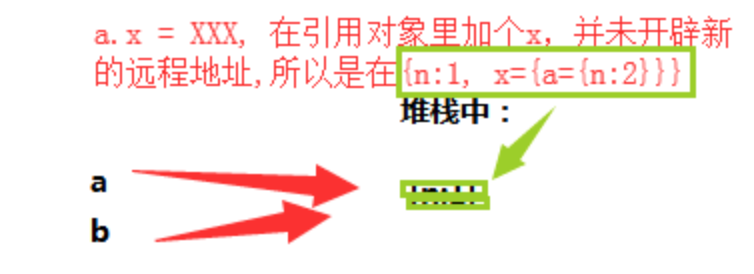 a.x = XXX, 在引用对象里加个x，并未开辟新
的远程地址,所以是在{n:1, x={a={n:2}}}
堆栈中：
a
b